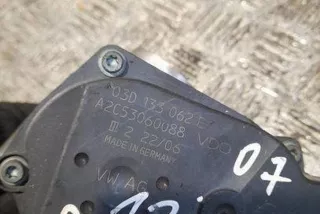 03D 133 062 E
A2C53060088 VDO
III 2 22/06
MADE IN GERMANY
VW AG
07